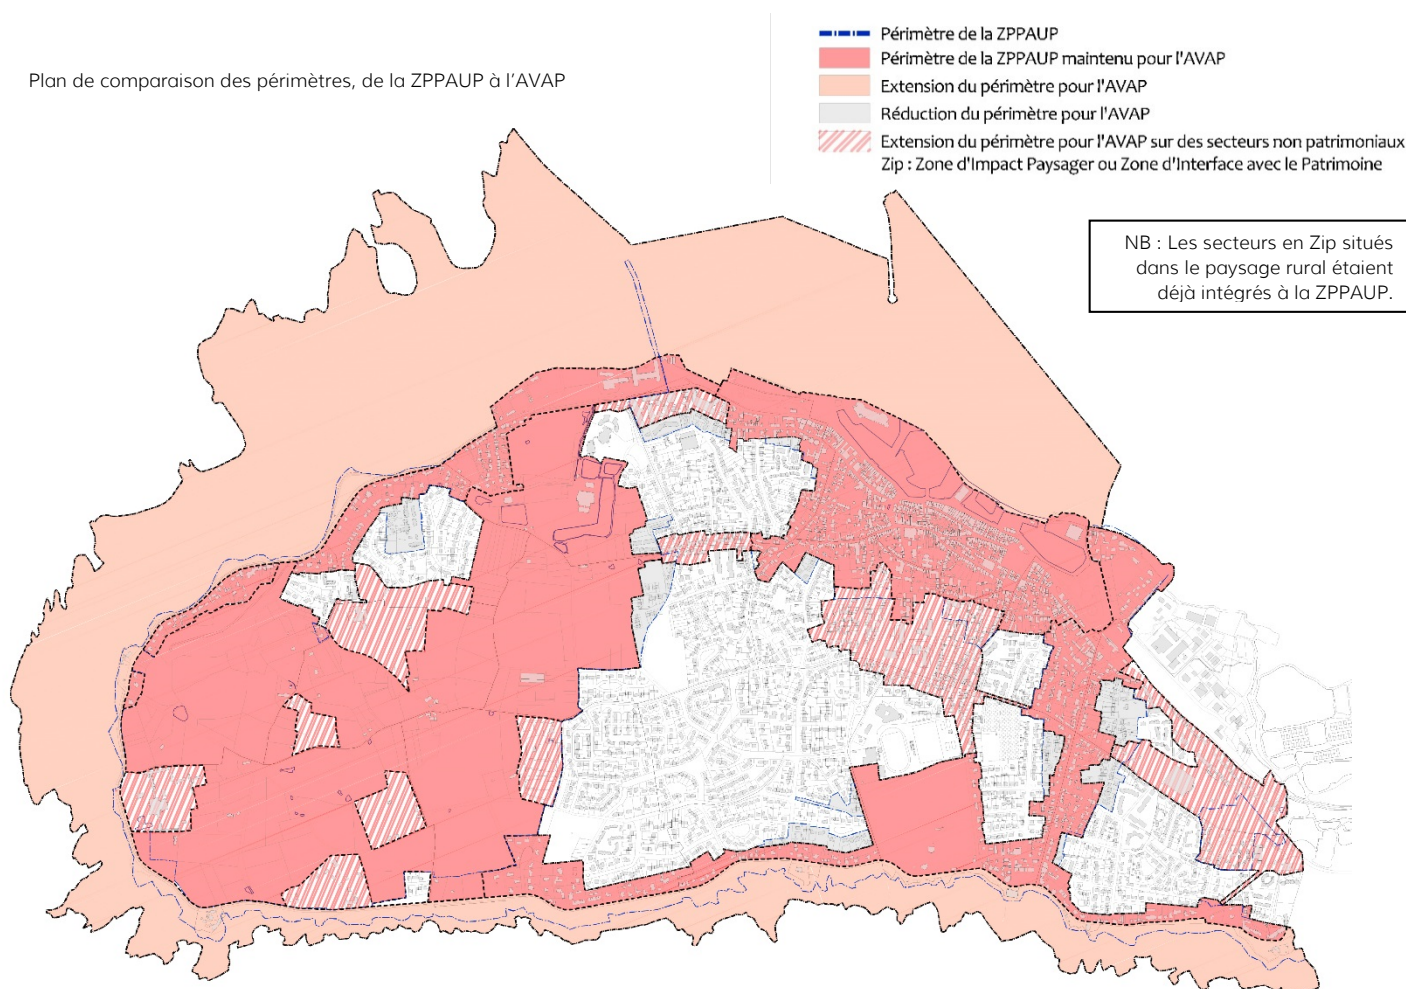 Plan de comparaison des périmètres, de la ZPPAUP à l'AVAP
Périmètre de la ZPPAUP
Périmètre de la ZPPAUP maintenu pour l'AVAP
Extension du périmètre pour l'AVAP
Réduction du périmètre pour l'AVAP
Extension du périmètre pour l'AVAP sur des secteurs non patrimoniaux
Zip : Zone d'Impact Paysager ou Zone d'Interface avec le Patrimoine
NB : Les secteurs en Zip situés
dans le paysage rural étaient
déjà intégrés à la ZPPAUP.